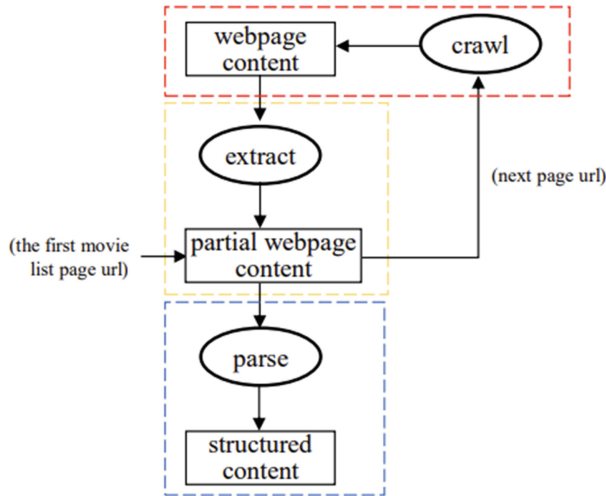 webpage
content
crawl
extract
(next page url)
(the first movie
list page url)
partial webpage
content
parse
structured
content